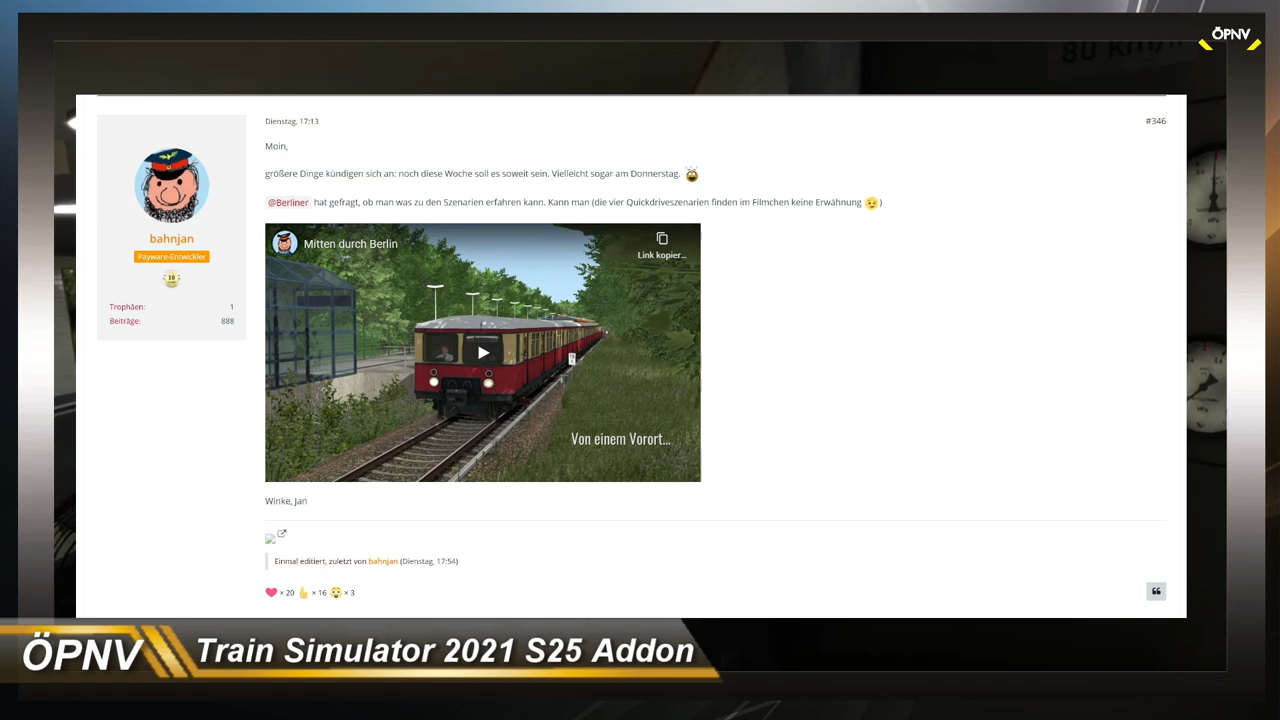 ÖPNV
80 km/h
Dienstag, 17:13
#346
Moin,
größere Dinge kündigen sich an: noch diese Woche soll es soweit sein. Vielleicht sogar am Donnerstag.
@Berliner hat gefragt, ob man was zu den Szenarien erfahren kann. Kann man (die vier Quickdriveszenarien finden im Filmchen keine Erwähnung )
bahnjan
Payware-Entwickler
10
Trophäen: 1
Beiträge: 888
Mitten durch Berlin
Link kopier...
Von einem Vorort...
Winke, Jan
Einmal editiert, zuletzt von bahnjan (Dienstag, 17:54)
× 20 × 16 × 3
ÖPNV Train Simulator 2021 S25 Addon